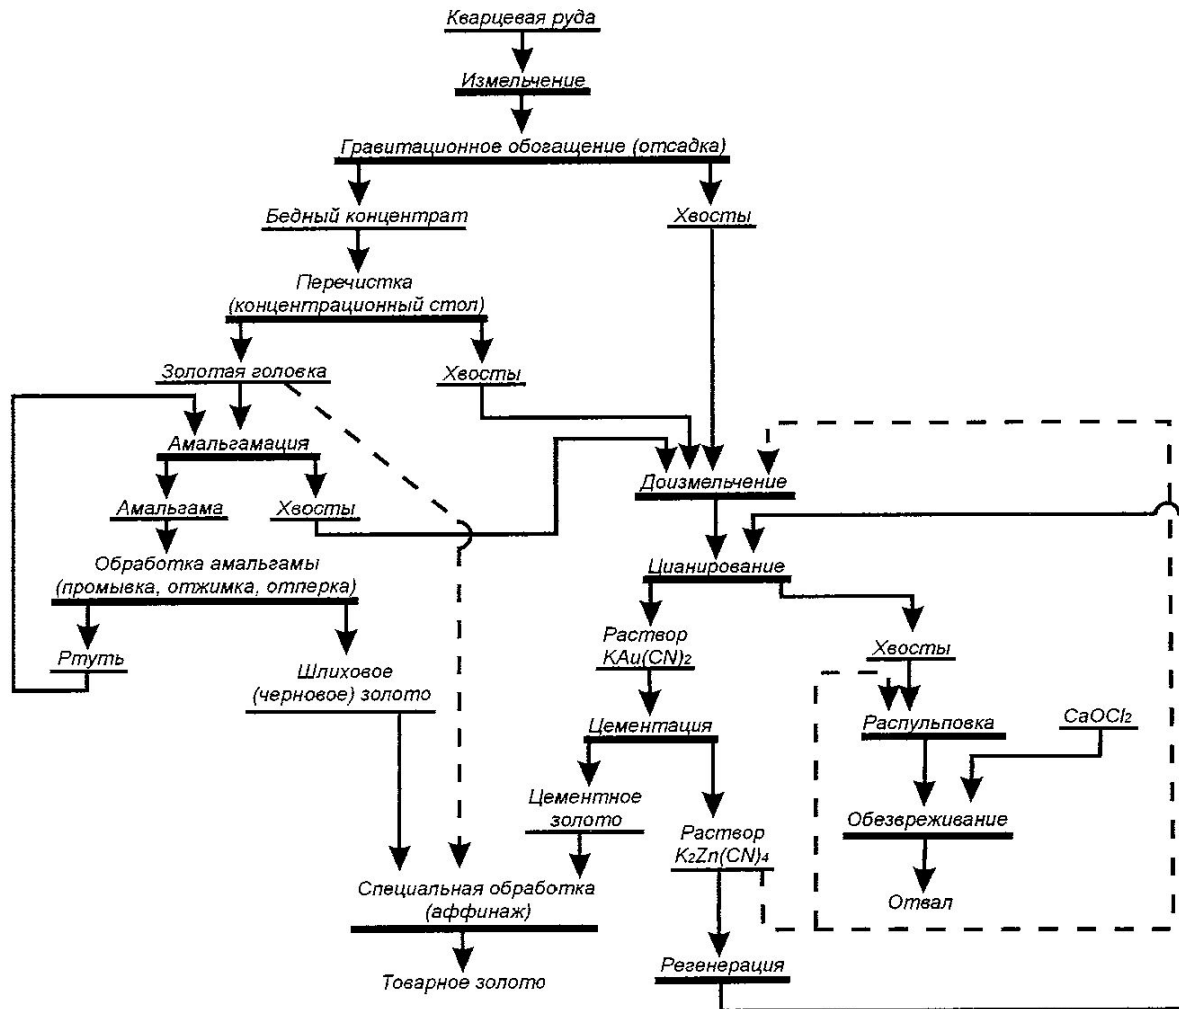 Кварцевая руда
Измельчение
Гравитационное обогащение (отсадка)
Бедный концентрат
Хвосты
Перечистка
(концентрационный стол)
Золотая головка
Хвосты
Амальгамация
Доизмельчение
Амальгама
Хвосты
Обработка амальгамы
(промывка, отжимка, отперка)
Цианирование
Ртуть
Шлиховое
(черновое) золото
Раствор
KAu(CN)₂
Хвосты
Цементация
Распульповка
CaOCl₂
Цементное
золото
Раствор
K₂Zn(CN)₄
Обезвреживание
Специальная обработка
(аффинаж)
Отвал
Товарное золото
Регенерация